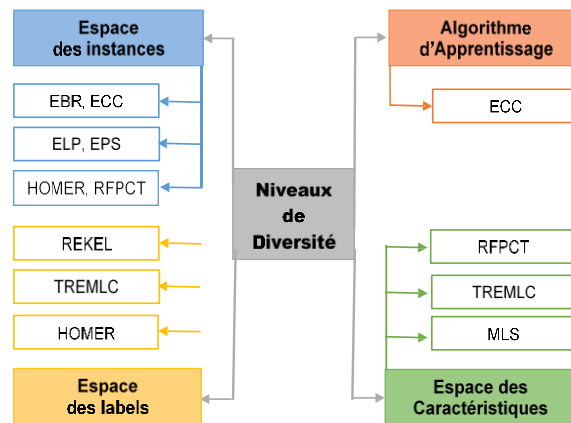 Espace
des instances
EBR, ECC
ELP, EPS
HOMER, RFPCT
REKEL
TREMLC
HOMER
Espace
des labels
Niveaux
de
Diversité
Algorithme
d'Apprentissage
ECC
RFPCT
TREMLC
MLS
Espace des
Caractéristiques